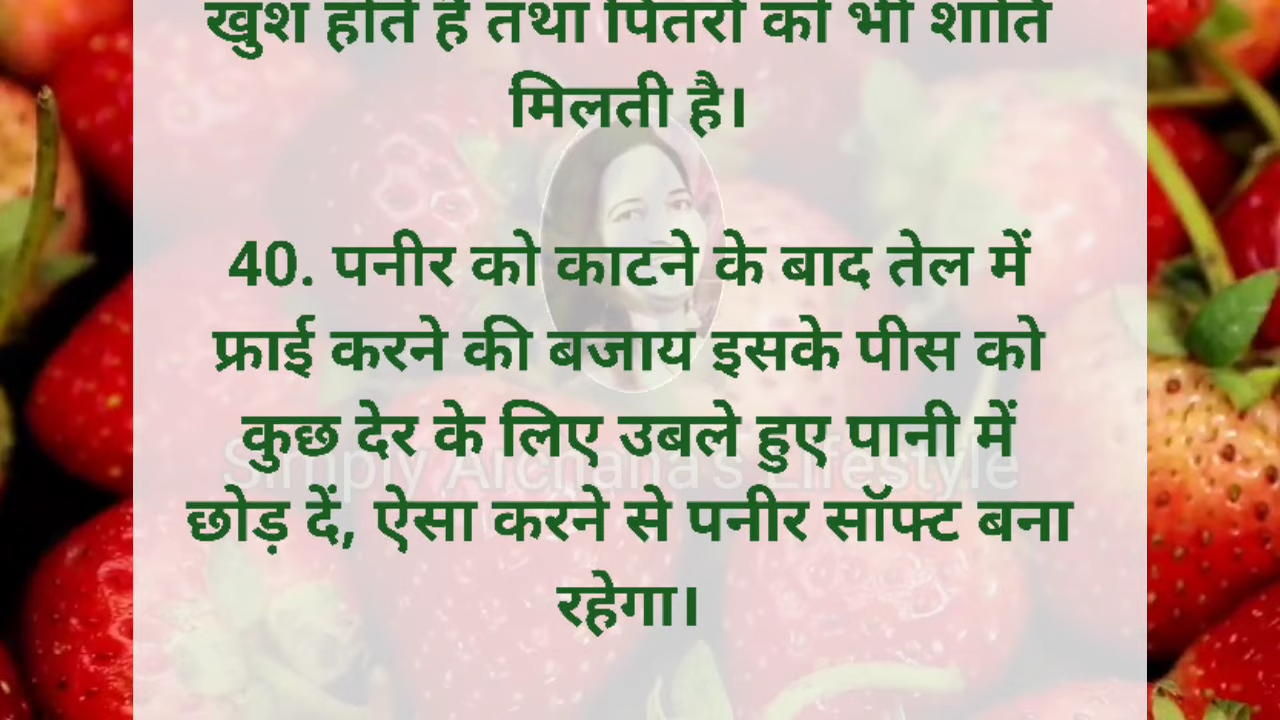 खुश होते हैं तथा पितरों को भी शांति
मिलती है।
40. पनीर को काटने के बाद तेल में
फ्राई करने की बजाय इसके पीस को
कुछ देर के लिए उबले हुए पानी में
Simply Archana's Lifestyle
छोड़ दें, ऐसा करने से पनीर सॉफ्ट बना
रहेगा।